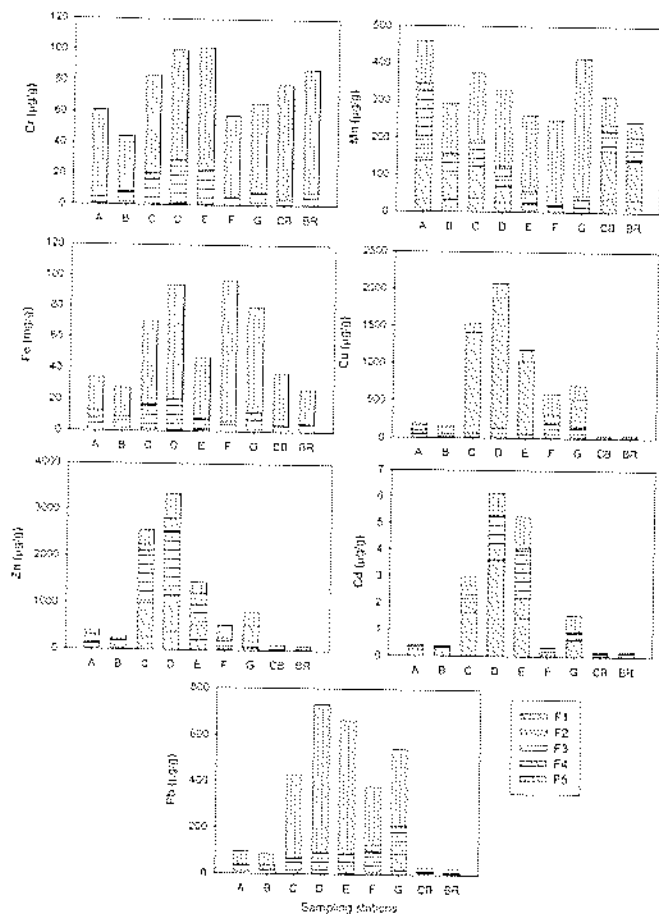 Cr (µg/g)
120
100
80
60
40
20
0
A B C D E F G CB BR
Mn (µg/g)
500
400
300
200
100
0
A B C D E F G CB BR
Fe (mg/g)
120
100
80
60
40
20
0
A B C D E F G CB BR
Cu (µg/g)
2500
2000
1500
1000
500
0
A B C D E F G CB BR
Zn (µg/g)
4000
3000
2000
1000
0
A B C D E F G CB BR
Cd (µg/g)
7
6
5
4
3
2
1
0
A B C D E F G CB BR
Pb (µg/g)
800
600
400
200
0
A B C D E F G CB BR
Sampling stations
F1
F2
F3
F4
F5